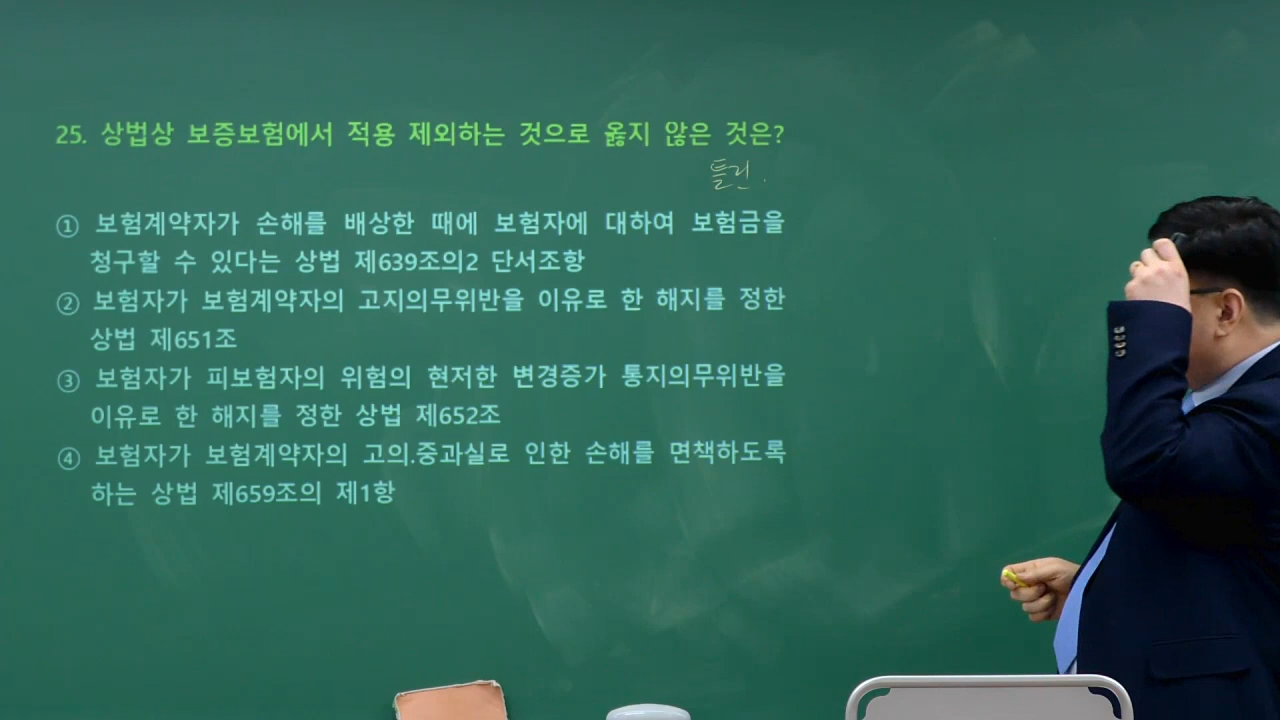 25. 상법상 보증보험에서 적용 제외하는 것으로 옳지 않은 것은?
틀린.
① 보험계약자가 손해를 배상한 때에 보험자에 대하여 보험금을
청구할 수 있다는 상법 제639조의2 단서조항
② 보험자가 보험계약자의 고지의무위반을 이유로 한 해지를 정한
상법 제651조
③ 보험자가 피보험자의 위험의 현저한 변경증가 통지의무위반을
이유로 한 해지를 정한 상법 제652조
④ 보험자가 보험계약자의 고의.중과실로 인한 손해를 면책하도록
하는 상법 제659조의 제1항